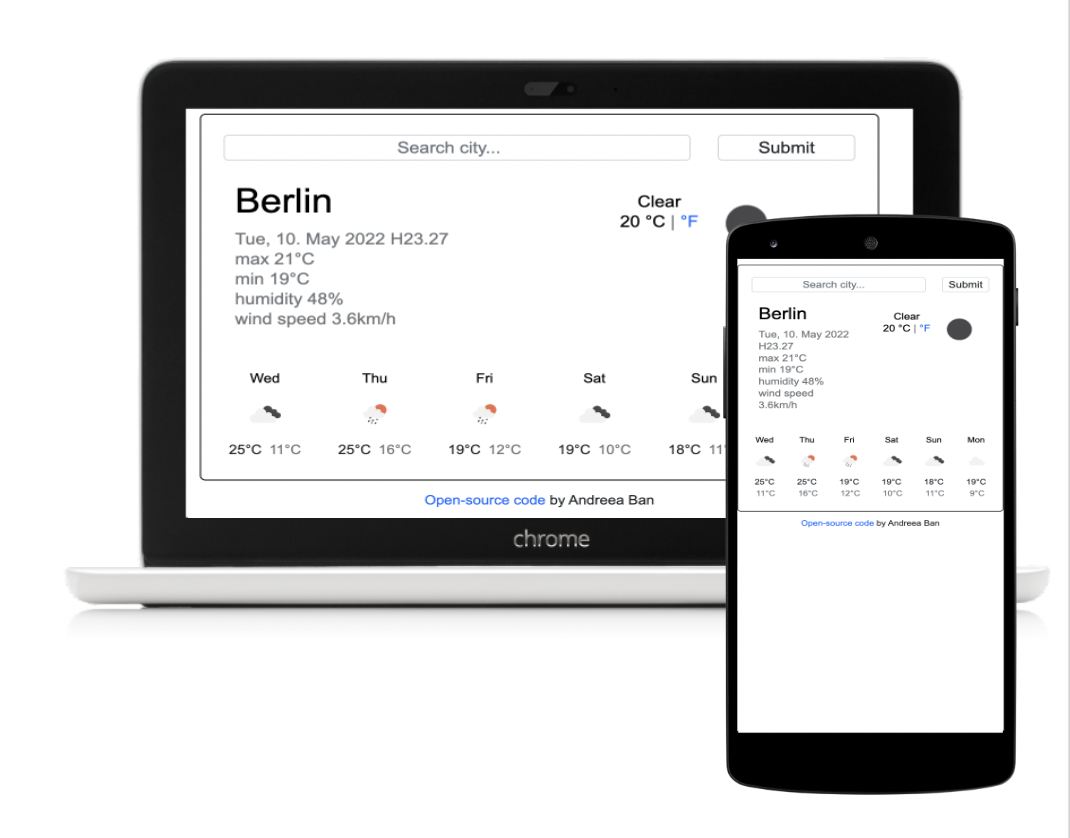 Search city...
Submit
Berlin
Clear
20 °C | °F
Tue, 10. May 2022 H23.27
max 21°C
min 19°C
humidity 48%
wind speed 3.6km/h
Wed Thu Fri Sat Sun
25°C 11°C 25°C 16°C 19°C 12°C 19°C 10°C 18°C 11
Open-source code by Andreea Ban
chrome
Search city...
Submit
Berlin
Clear
20 °C | °F
Tue, 10. May 2022
H23.27
max 21°C
min 19°C
humidity 48%
wind speed
3.6km/h
Wed Thu Fri Sat Sun Mon
25°C 25°C 19°C 19°C 18°C 19°C
11°C 16°C 12°C 10°C 11°C 9°C
Open-source code by Andreea Ban